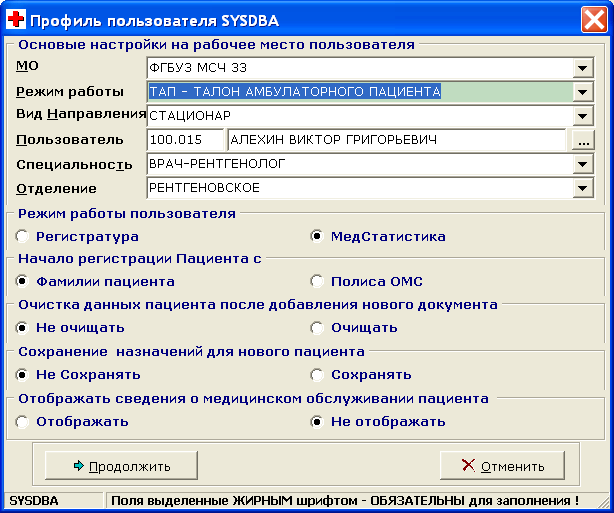 Профиль пользователя SYSDBA
Основые настройки на рабочее место пользователя
МО ФГБУЗ МСЧ 33
Режим работы ТАП - ТАЛОН АМБУЛАТОРНОГО ПАЦИЕНТА
Вид Направления СТАЦИОНАР
Пользователь 100.015 АЛЕХИН ВИКТОР ГРИГОРЬЕВИЧ ...
Специальность ВРАЧ-РЕНТГЕНОЛОГ
Отделение РЕНТГЕНОВСКОЕ
Режим работы пользователя
Регистратура МедСтатистика
Начало регистрации Пациента с
Фамилии пациента Полиса ОМС
Очистка данных пациента после добавления нового документа
Не очищать Очищать
Сохранение назначений для нового пациента
Не Сохранять Сохранять
Отображать сведения о медицинском обслуживании пациента
Отображать Не отображать
Продолжить Отменить
SYSDBA Поля выделенные ЖИРНЫМ шрифтом - ОБЯЗАТЕЛЬНЫ для заполнения !